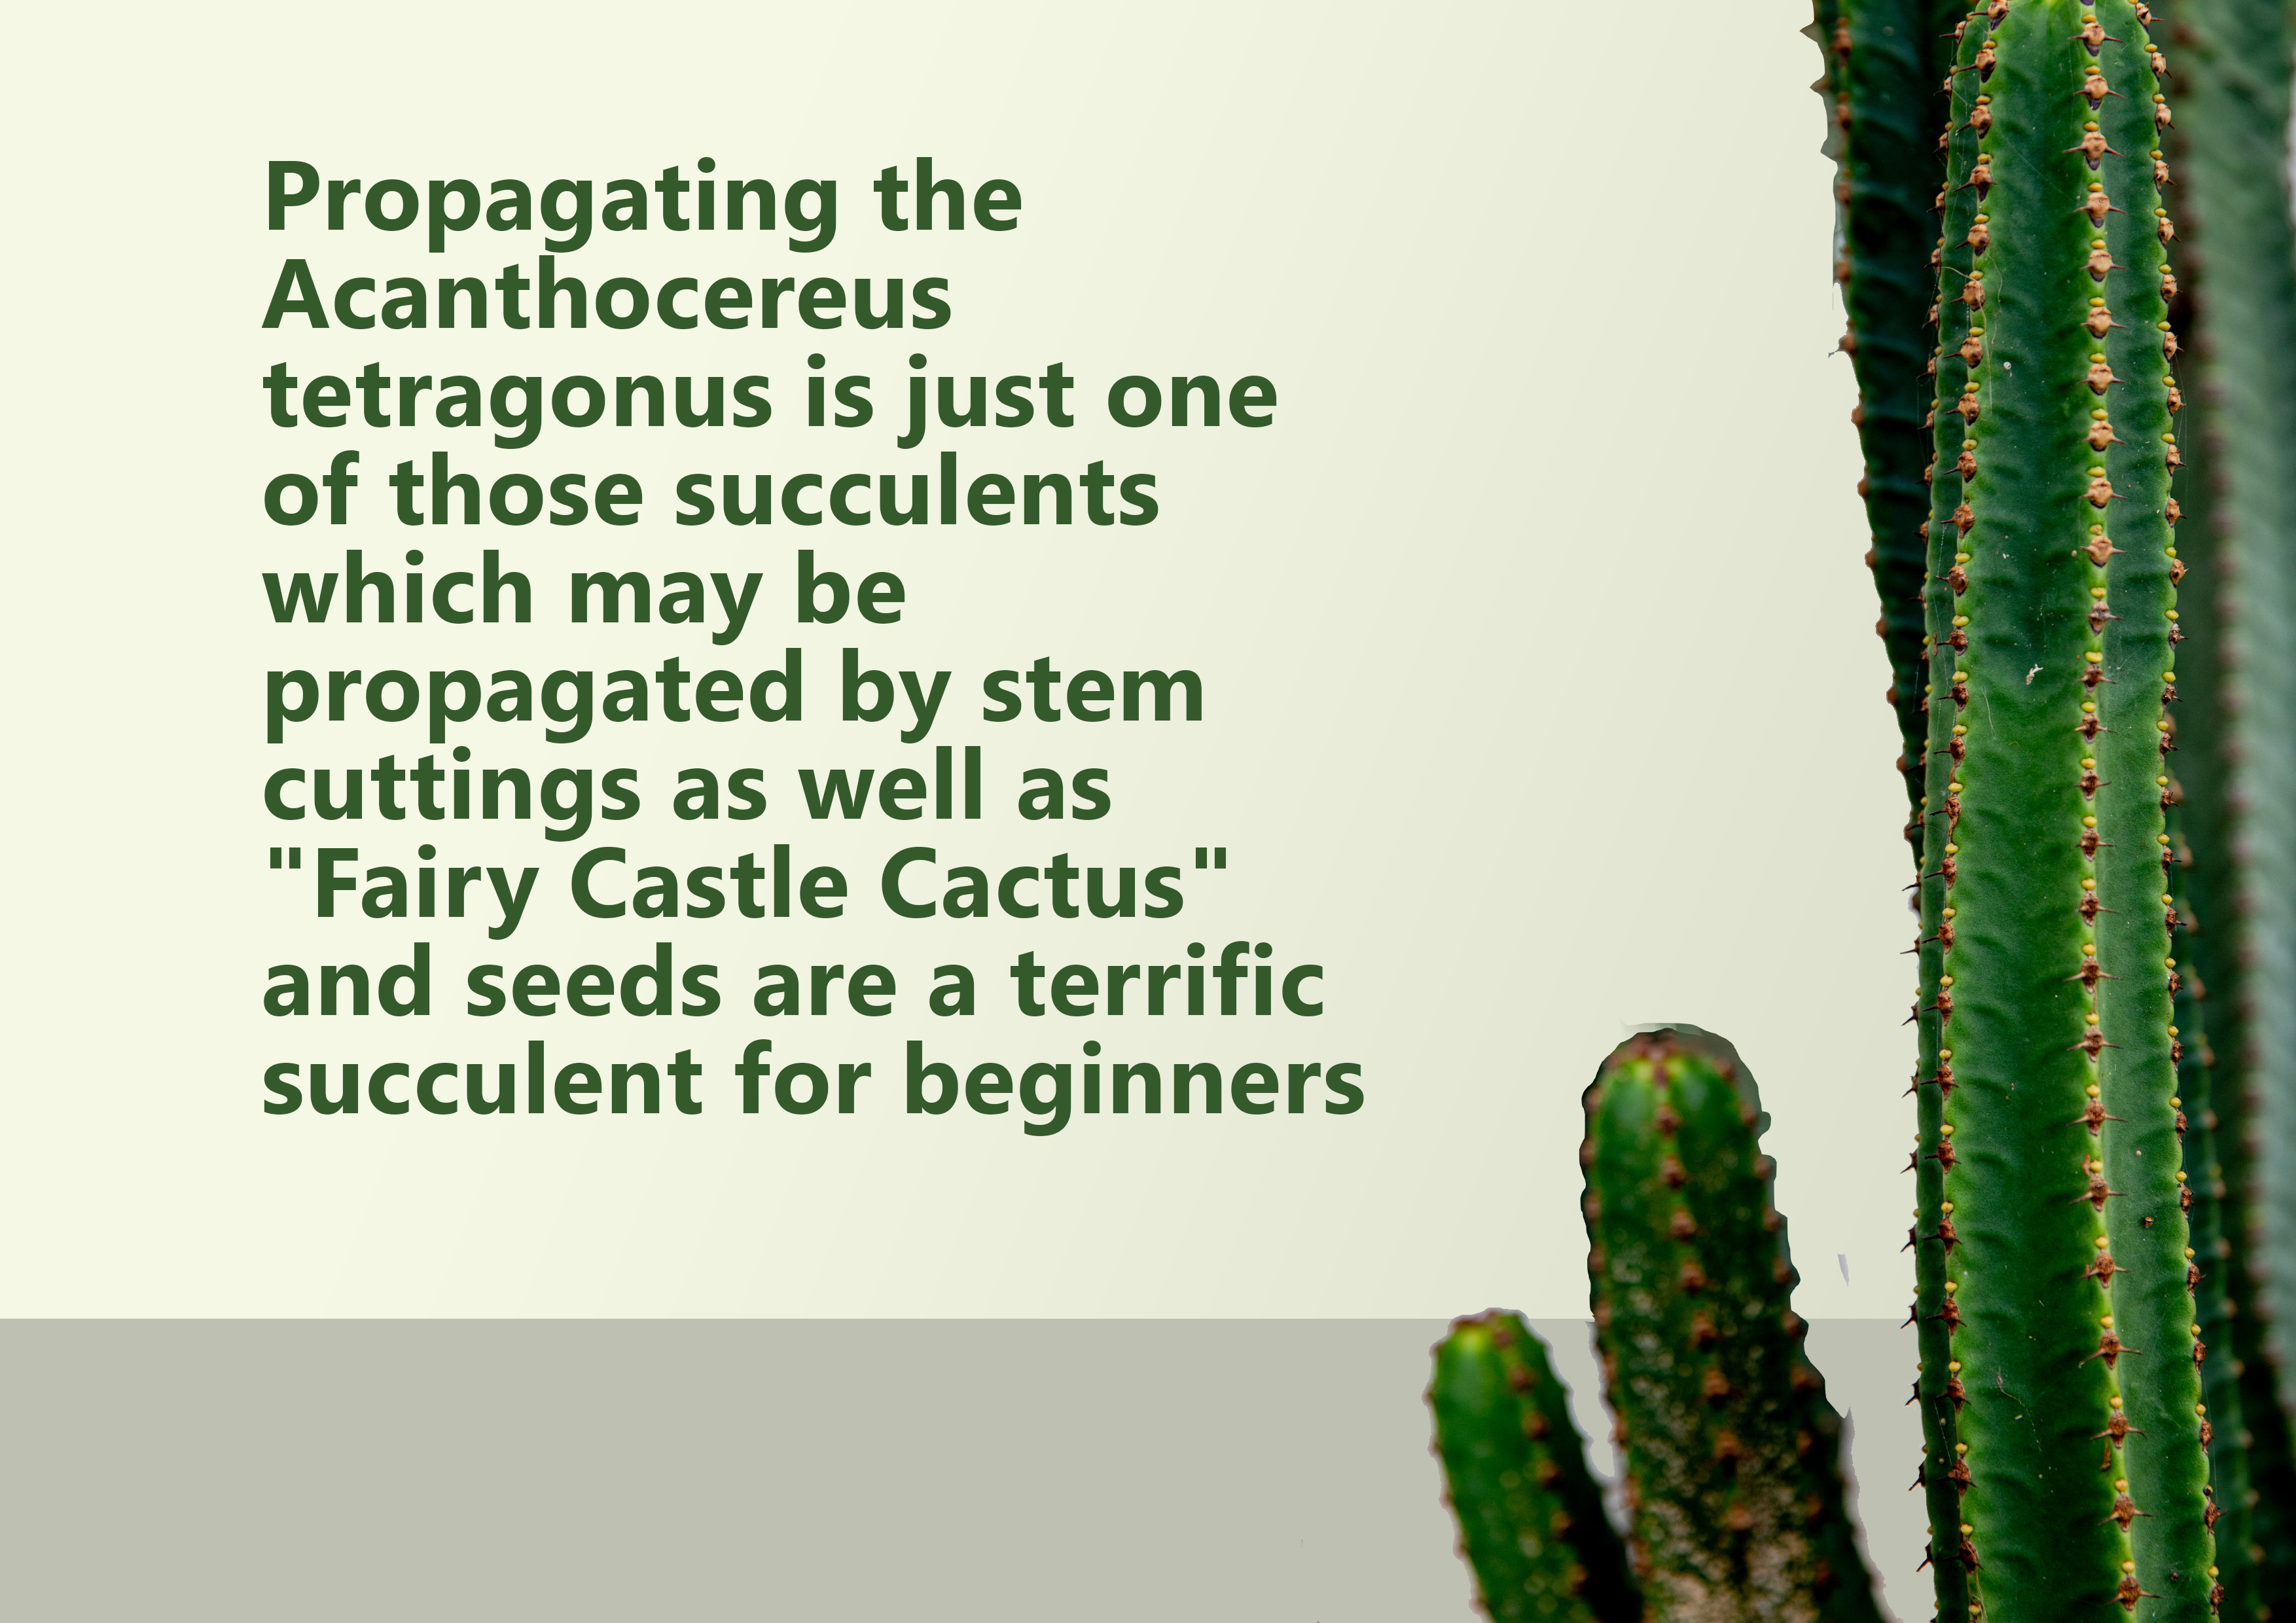 Propagating the
Acanthocereus
tetragonus is just one
of those succulents
which may be
propagated by stem
cuttings as well as
"Fairy Castle Cactus"
and seeds are a terrific
succulent for beginners